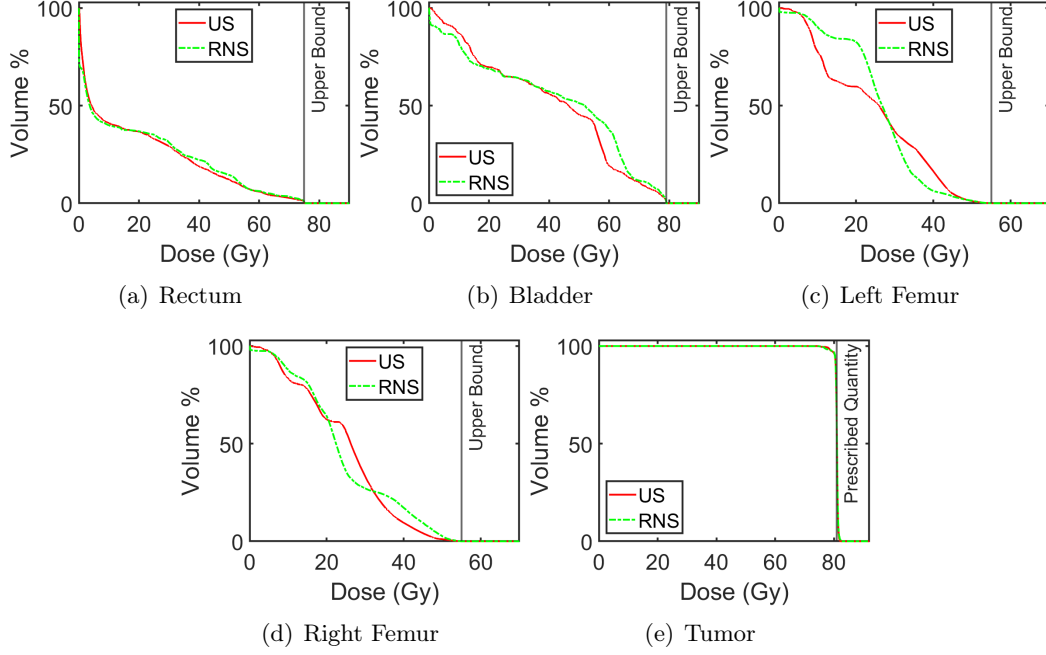 100
50
0
Volume %
US
RNS
Upper Bound
0 20 40 60 80
Dose (Gy)
(a) Rectum
100
50
0
Volume %
US
RNS
Upper Bound
0 20 40 60 80
Dose (Gy)
(b) Bladder
100
50
0
Volume %
US
RNS
Upper Bound
0 20 40 60
Dose (Gy)
(c) Left Femur
100
50
0
Volume %
US
RNS
Upper Bound
0 20 40 60
Dose (Gy)
(d) Right Femur
100
50
0
Volume %
US
RNS
Prescribed Quantity
0 20 40 60 80
Dose (Gy)
(e) Tumor